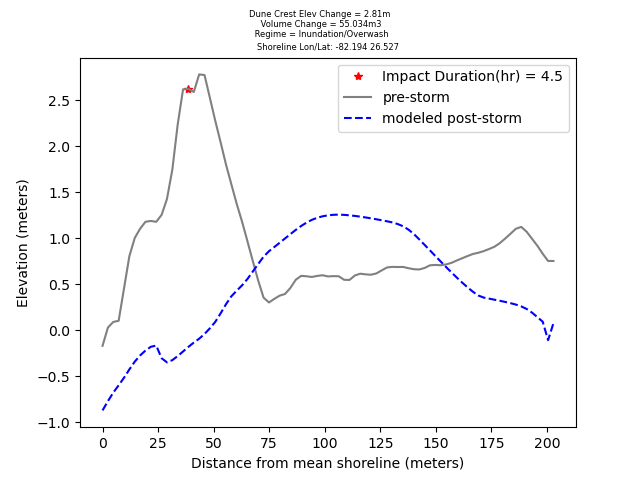 Dune Crest Elev Change = 2.81m
Volume Change = 55.034m3
Regime = Inundation/Overwash
Shoreline Lon/Lat: -82.194 26.527
Impact Duration(hr) = 4.5
pre-storm
modeled post-storm
Elevation (meters)
2.5
2.0
1.5
1.0
0.5
0.0
−0.5
−1.0
0 25 50 75 100 125 150 175 200
Distance from mean shoreline (meters)